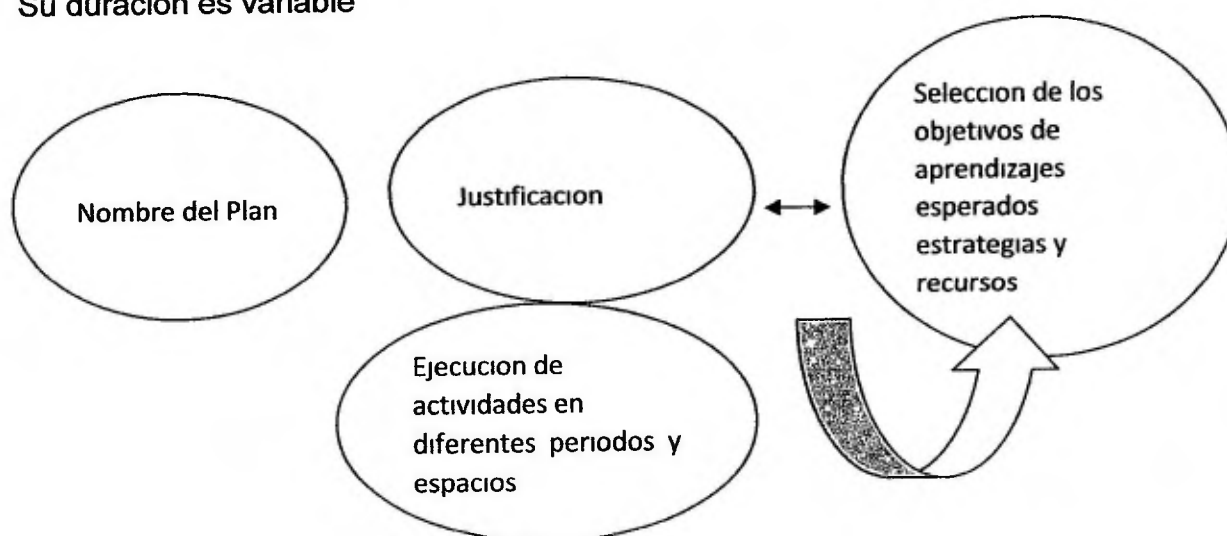 Su duración es variable
Nombre del Plan
Justificacion
Seleccion de los
objetivos de
aprendizajes
esperados
estrategias y
recursos
Ejecucion de
actividades en
diferentes periodos y
espacios